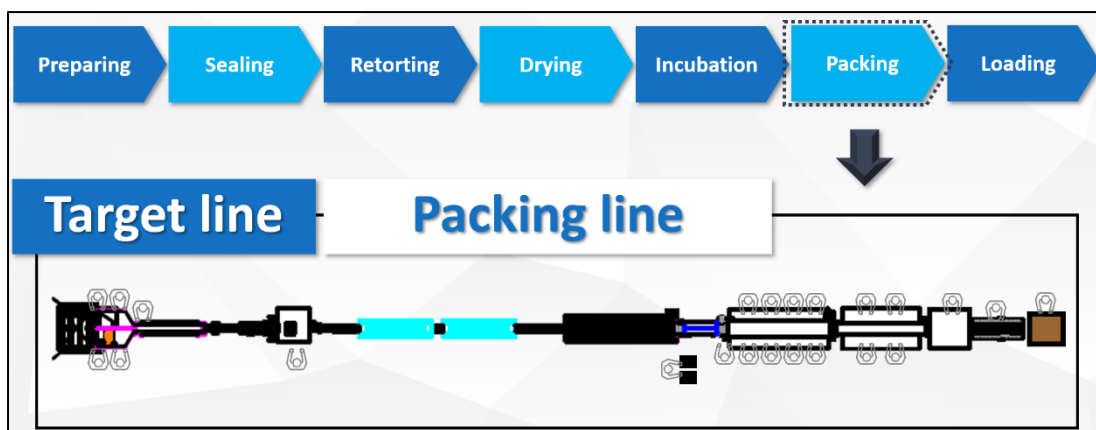 Preparing
Sealing
Retorting
Drying
Incubation
Packing
Loading
Target line
Packing line